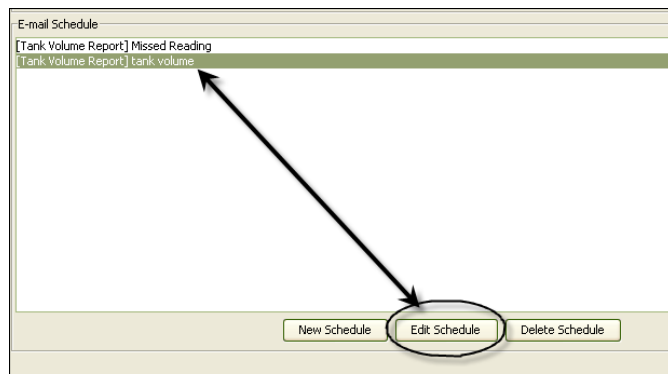 E-mail Schedule
[Tank Volume Report] Missed Reading
[Tank Volume Report] tank volume
New Schedule Edit Schedule Delete Schedule